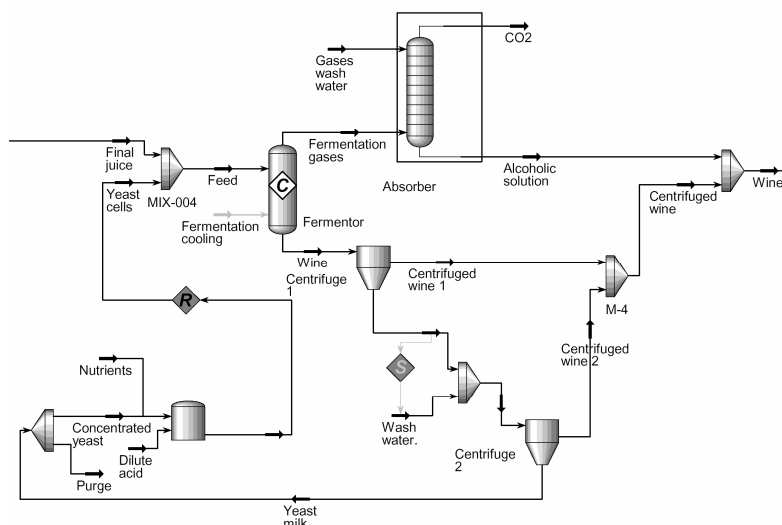 CO2
Gases
wash
water
Final
juice
Fermentation
gases
Alcoholic
solution
Wine
Feed
Yeast
cells
MIX-004
C
Absorber
Centrifuged
wine
Fermentation
cooling
Fermentor
Wine
Centrifuge
1
Centrifuged
wine 1
R
M-4
Centrifuged
wine 2
Nutrients
S
Concentrated
yeast
Wash
water.
Centrifuge
2
Dilute
acid
Purge
Yeast
milk